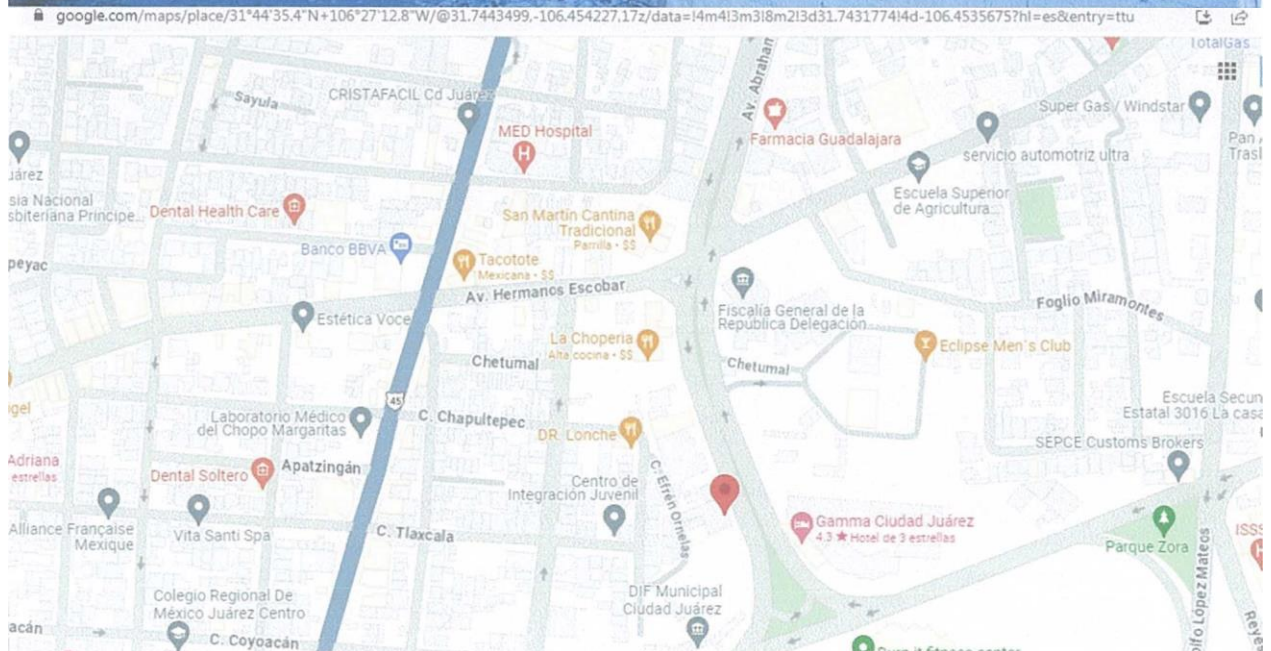 google.com/maps/place/31°44'35.4"N+106°27'12.8"W/@31.7443499,-106.454227,17z/data=!4m4!3m3!8m2!3d31.7431774!4d-106.4535675?hl=es&entry=ttu
TotalGas
Sayula
CRISTAFACIL Cd Juárez
Av. Abraham
Super Gas / Windstar
MED Hospital
Farmacia Guadalajara
servicio automotriz ultra
Pan
Trasl
uárez
sia Nacional
sbiteriana Principe...
Dental Health Care
San Martín Cantina
Tradicional
Parrilla • $$
Escuela Superior
de Agricultura...
Banco BBVA
Tacotote
Mexicana • $$
peyac
Av. Hermanos Escobar
Fiscalía General de la
República Delegación...
Foglio Miramontes
Estética Voce
La Choperia
Alta cocina • $$
Eclipse Men's Club
Chetumal
Chetumal
45
gel
Laboratorio Médico
del Chopo Margaritas
C. Chapultepec
DR. Lonche
Escuela Secun
Estatal 3016 La casa
SEPCE Customs Brokers
Adriana
estrellas
Dental Soltero
Apatzingán
Centro de
Integración Juvenil
C. Efrén Ornelas
Alliance Française
Mexique
Vita Santi Spa
C. Tlaxcala
Gamma Ciudad Juárez
4.3 ★ Hotel de 3 estrellas
Parque Zora
ISSS
olfo López Mateos
Reyes
Colegio Regional De
México Juárez Centro
DIF Municipal
Ciudad Juárez
acán
C. Coyoacán